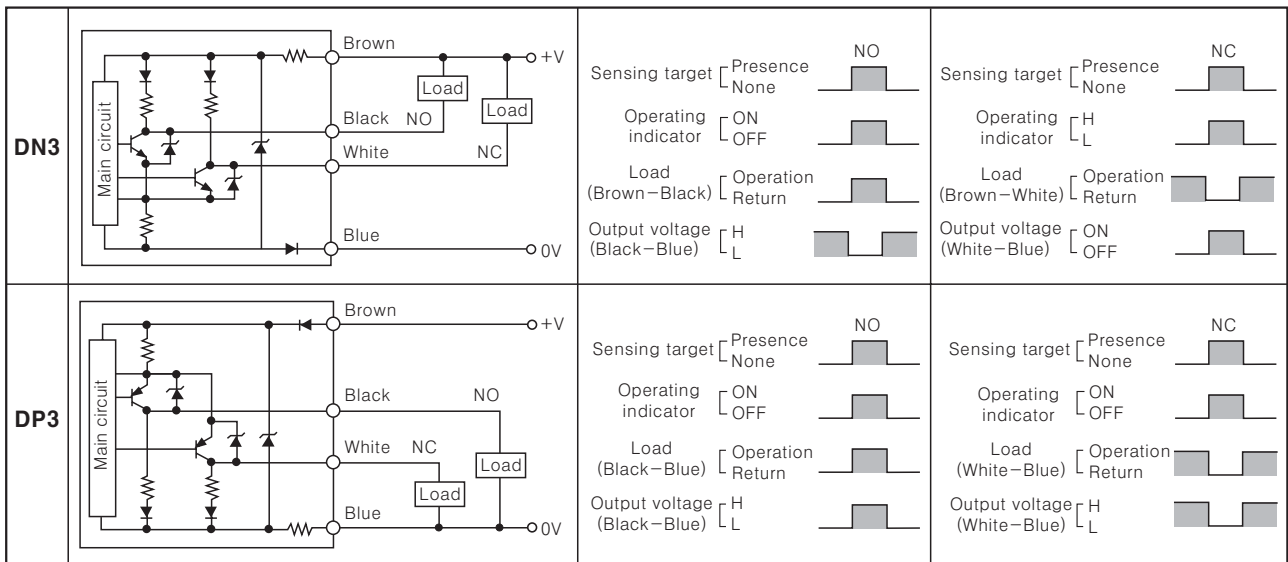 DN3
Main circuit
Brown
+V
Load
Load
Black NO
White NC
Blue
0V
NO
Sensing target Presence
None
Operating indicator ON
OFF
Load (Brown-Black) Operation
Return
Output voltage (Black-Blue) H
L
NC
Sensing target Presence
None
Operating indicator H
L
Load (Brown-White) Operation
Return
Output voltage (White-Blue) ON
OFF
DP3
Main circuit
Brown
+V
Black NO
White NC
Load
Load
Blue
0V
NO
Sensing target Presence
None
Operating indicator ON
OFF
Load (Black-Blue) Operation
Return
Output voltage (Black-Blue) H
L
NC
Sensing target Presence
None
Operating indicator ON
OFF
Load (White-Blue) Operation
Return
Output voltage (White-Blue) H
L